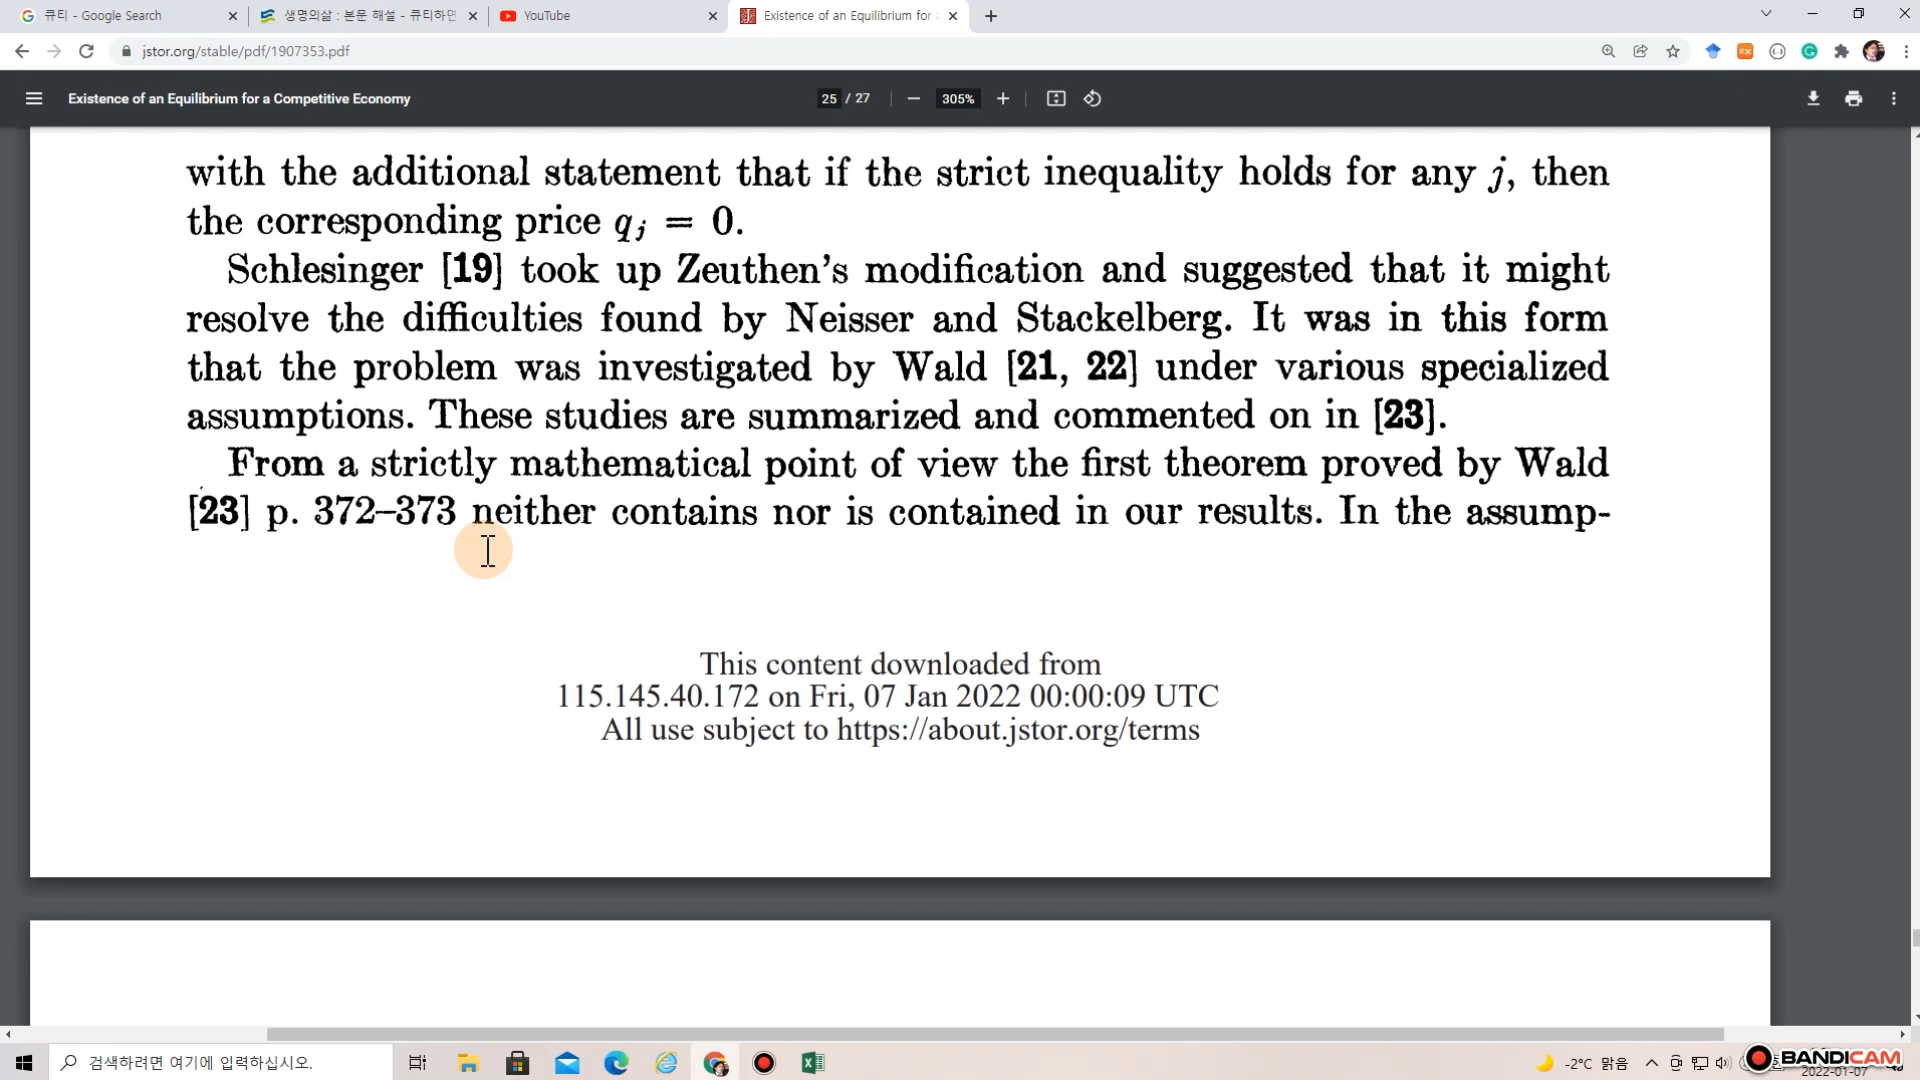 큐티 - Google Search
생명의삶 : 본문 해설 - 큐티하면
YouTube
Existence of an Equilibrium for a
jstor.org/stable/pdf/1907353.pdf
Existence of an Equilibrium for a Competitive Economy
25 / 27
305%
with the additional statement that if the strict inequality holds for any j, then
the corresponding price qj = 0.
Schlesinger [19] took up Zeuthen's modification and suggested that it might
resolve the difficulties found by Neisser and Stackelberg. It was in this form
that the problem was investigated by Wald [21, 22] under various specialized
assumptions. These studies are summarized and commented on in [23].
From a strictly mathematical point of view the first theorem proved by Wald
[23] p. 372–373 neither contains nor is contained in our results. In the assump-
This content downloaded from
115.145.40.172 on Fri, 07 Jan 2022 00:00:09 UTC
All use subject to https://about.jstor.org/terms
검색하려면 여기에 입력하십시오.
-2°C 맑음
BANDICAM
2022-01-07